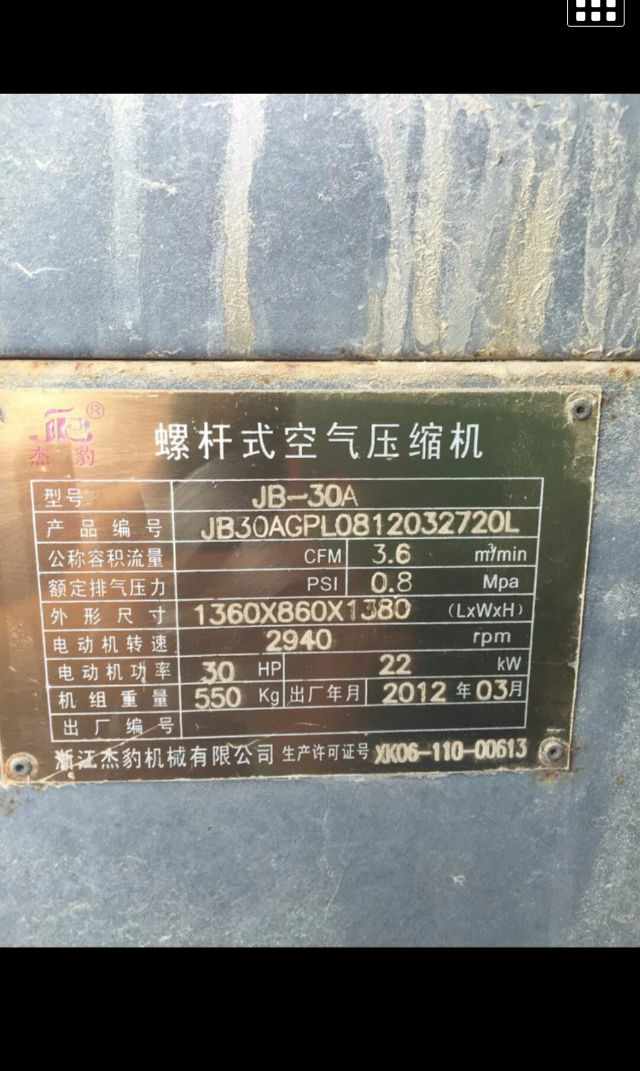 JB®
杰豹
螺杆式空气压缩机
型号 JB-30A
产品编号 JB30AGPL0812032720L
公称容积流量 CFM 3.6 m³/min
额定排气压力 PSI 0.8 Mpa
外形尺寸 1360X860X1380 (LxWxH)
电动机转速 2940 rpm
电动机功率 30 HP 22 kW
机组重量 550 Kg 出厂年月 2012 年 03 月
出厂编号
浙江杰豹机械有限公司 生产许可证号 XK06-110-00613